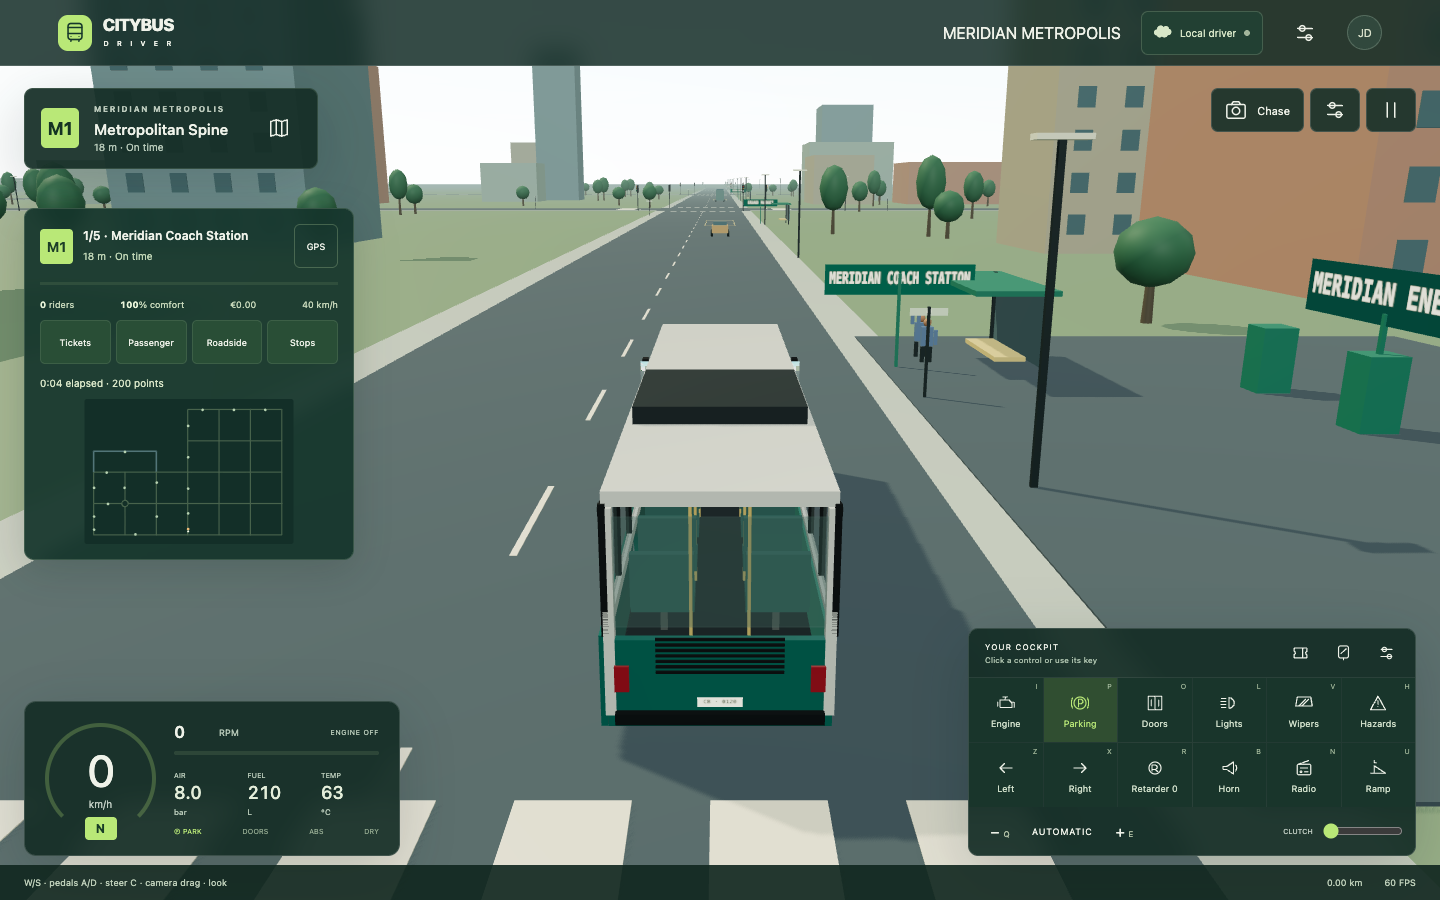 CITYBUS
DRIVER
MERIDIAN METROPOLIS
Local driver
JD
M1
MERIDIAN METROPOLIS
Metropolitan Spine
18 m · On time
Chase
M1
1/5 · Meridian Coach Station
18 m · On time
GPS
0 riders
100% comfort
€0.00
40 km/h
Tickets
Passenger
Roadside
Stops
0:04 elapsed · 200 points
MERIDIAN COACH STATION
MERIDIAN ENE
0
km/h
N
0
RPM
ENGINE OFF
AIR
8.0
bar
FUEL
210
L
TEMP
63
°C
Ⓟ PARK
DOORS
ABS
DRY
YOUR COCKPIT
Click a control or use its key
I
Engine
P
Parking
O
Doors
L
Lights
V
Wipers
H
Hazards
Z
Left
X
Right
R
Retarder 0
B
Horn
N
Radio
U
Ramp
− Q
AUTOMATIC
+ E
CLUTCH
W/S · pedals A/D · steer C · camera drag · look
0.00 km
60 FPS